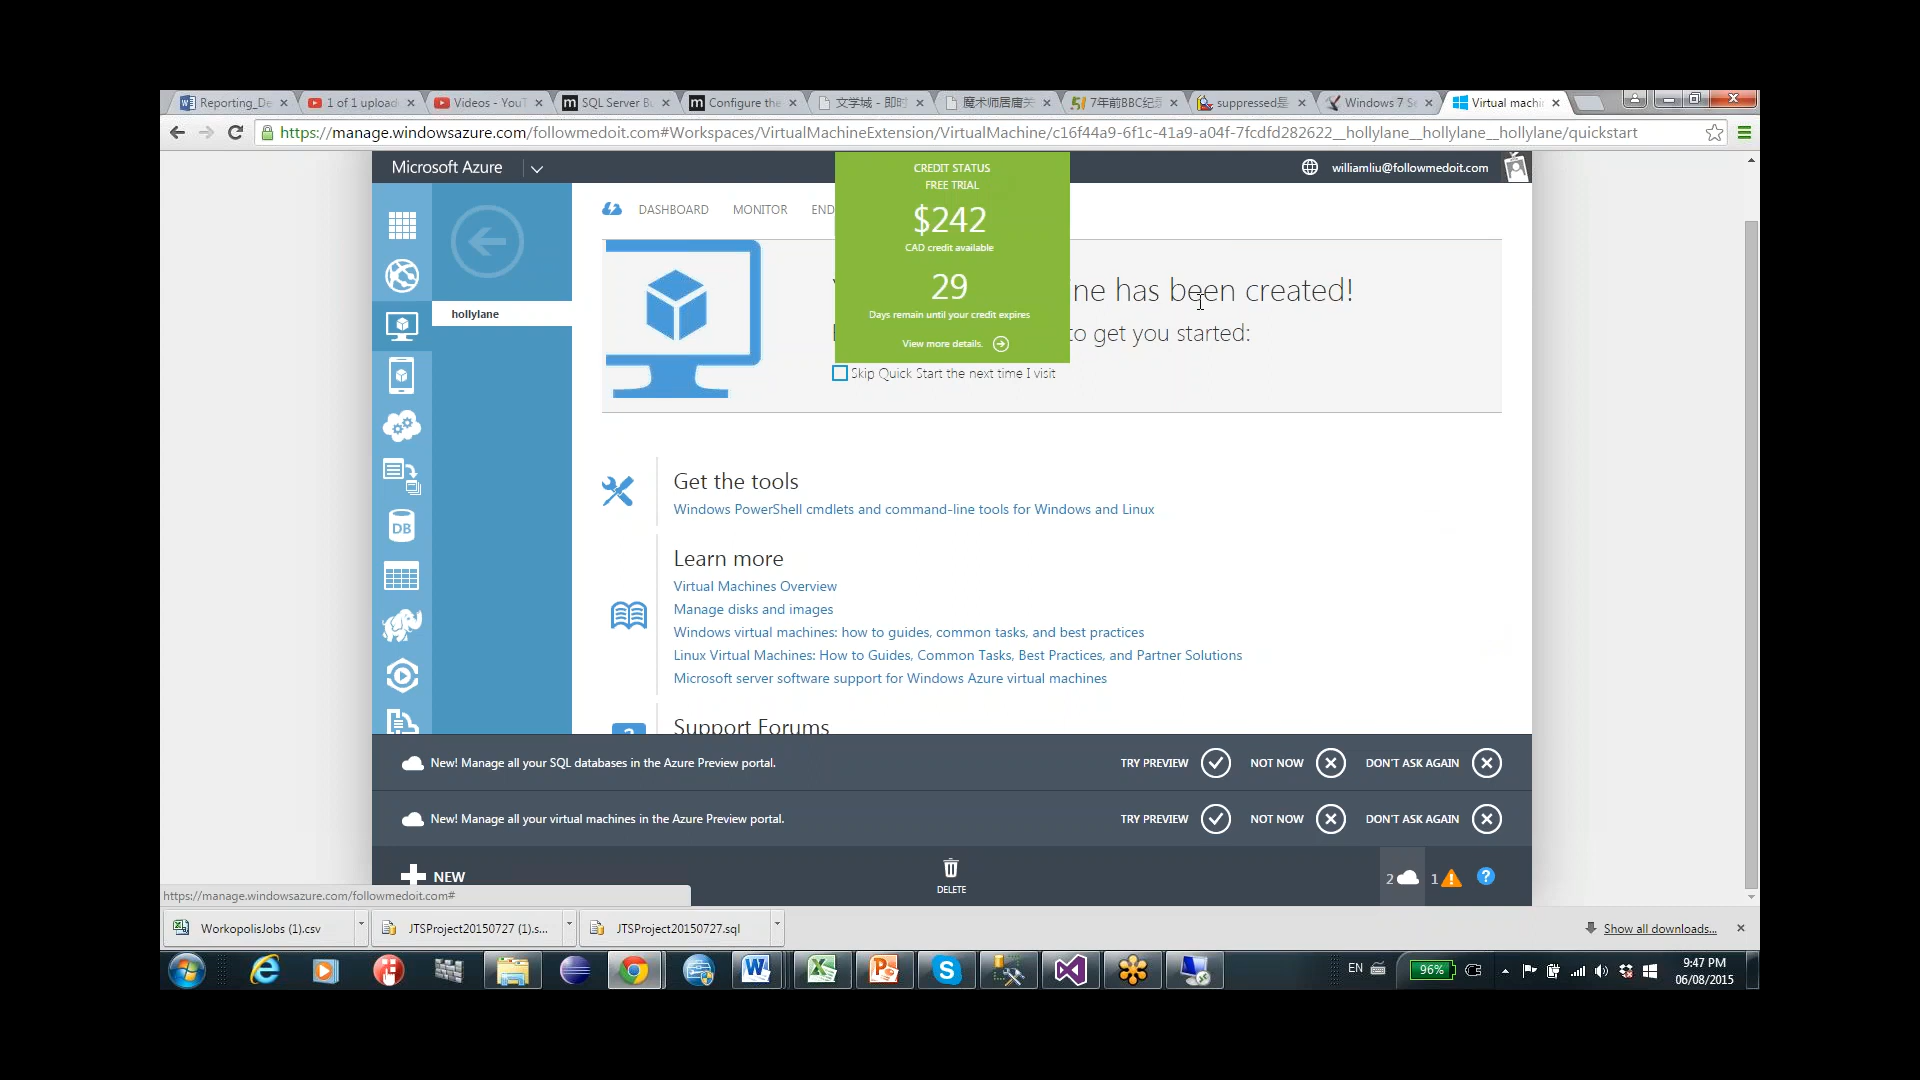 Reporting_De
1 of 1 upload
Videos - YouT
SQL Server Bu
Configure the
文学城 - 即时
魔术师居庸关
7年前BBC纪录
suppressed是
Windows 7 Se
Virtual machi
https://manage.windowsazure.com/followmedoit.com#Workspaces/VirtualMachineExtension/VirtualMachine/c16f44a9-6f1c-41a9-a04f-7fcdfd282622__hollylane__hollylane__hollylane/quickstart
Microsoft Azure
CREDIT STATUS
FREE TRIAL
$242
CAD credit available
29
Days remain until your credit expires
View more details.
williamliu@followmedoit.com
DASHBOARD
MONITOR
END
hollylane
ne has been created!
to get you started:
Skip Quick Start the next time I visit
Get the tools
Windows PowerShell cmdlets and command-line tools for Windows and Linux
Learn more
Virtual Machines Overview
Manage disks and images
Windows virtual machines: how to guides, common tasks, and best practices
Linux Virtual Machines: How to Guides, Common Tasks, Best Practices, and Partner Solutions
Microsoft server software support for Windows Azure virtual machines
DB
Support Forums
New! Manage all your SQL databases in the Azure Preview portal.
TRY PREVIEW
NOT NOW
DON'T ASK AGAIN
New! Manage all your virtual machines in the Azure Preview portal.
TRY PREVIEW
NOT NOW
DON'T ASK AGAIN
NEW
DELETE
2
1
?
https://manage.windowsazure.com/followmedoit.com#
WorkopolisJobs (1).csv
JTSProject20150727 (1).s...
JTSProject20150727.sql
Show all downloads...
EN
96%
9:47 PM
06/08/2015